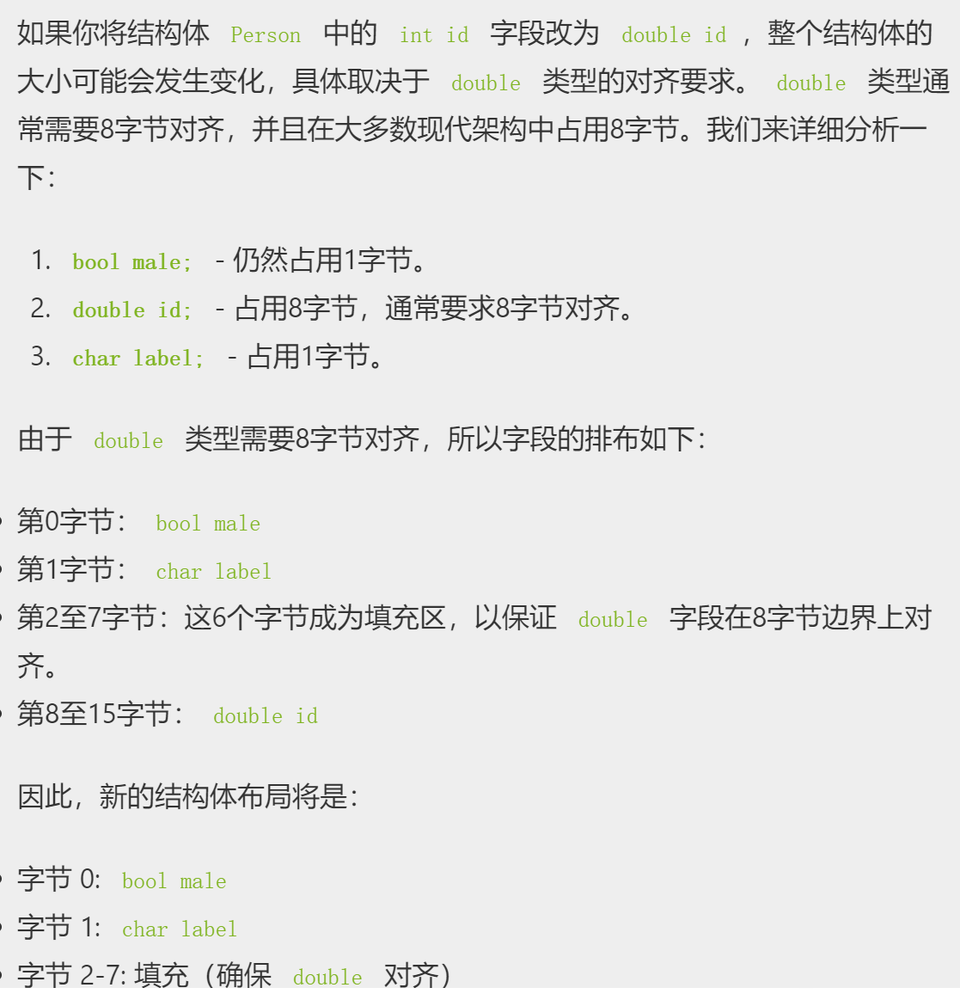 如果你将结构体 Person 中的 int id 字段改为 double id ，整个结构体的
大小可能会发生变化，具体取决于 double 类型的对齐要求。 double 类型通
常需要8字节对齐，并且在大多数现代架构中占用8字节。我们来详细分析一
下：
1. bool male; - 仍然占用1字节。
2. double id; - 占用8字节，通常要求8字节对齐。
3. char label; - 占用1字节。
由于 double 类型需要8字节对齐，所以字段的排布如下：
• 第0字节： bool male
• 第1字节： char label
• 第2至7字节：这6个字节成为填充区，以保证 double 字段在8字节边界上对
齐。
• 第8至15字节： double id
因此，新的结构体布局将是：
• 字节 0: bool male
• 字节 1: char label
• 字节 2-7: 填充（确保 double 对齐）